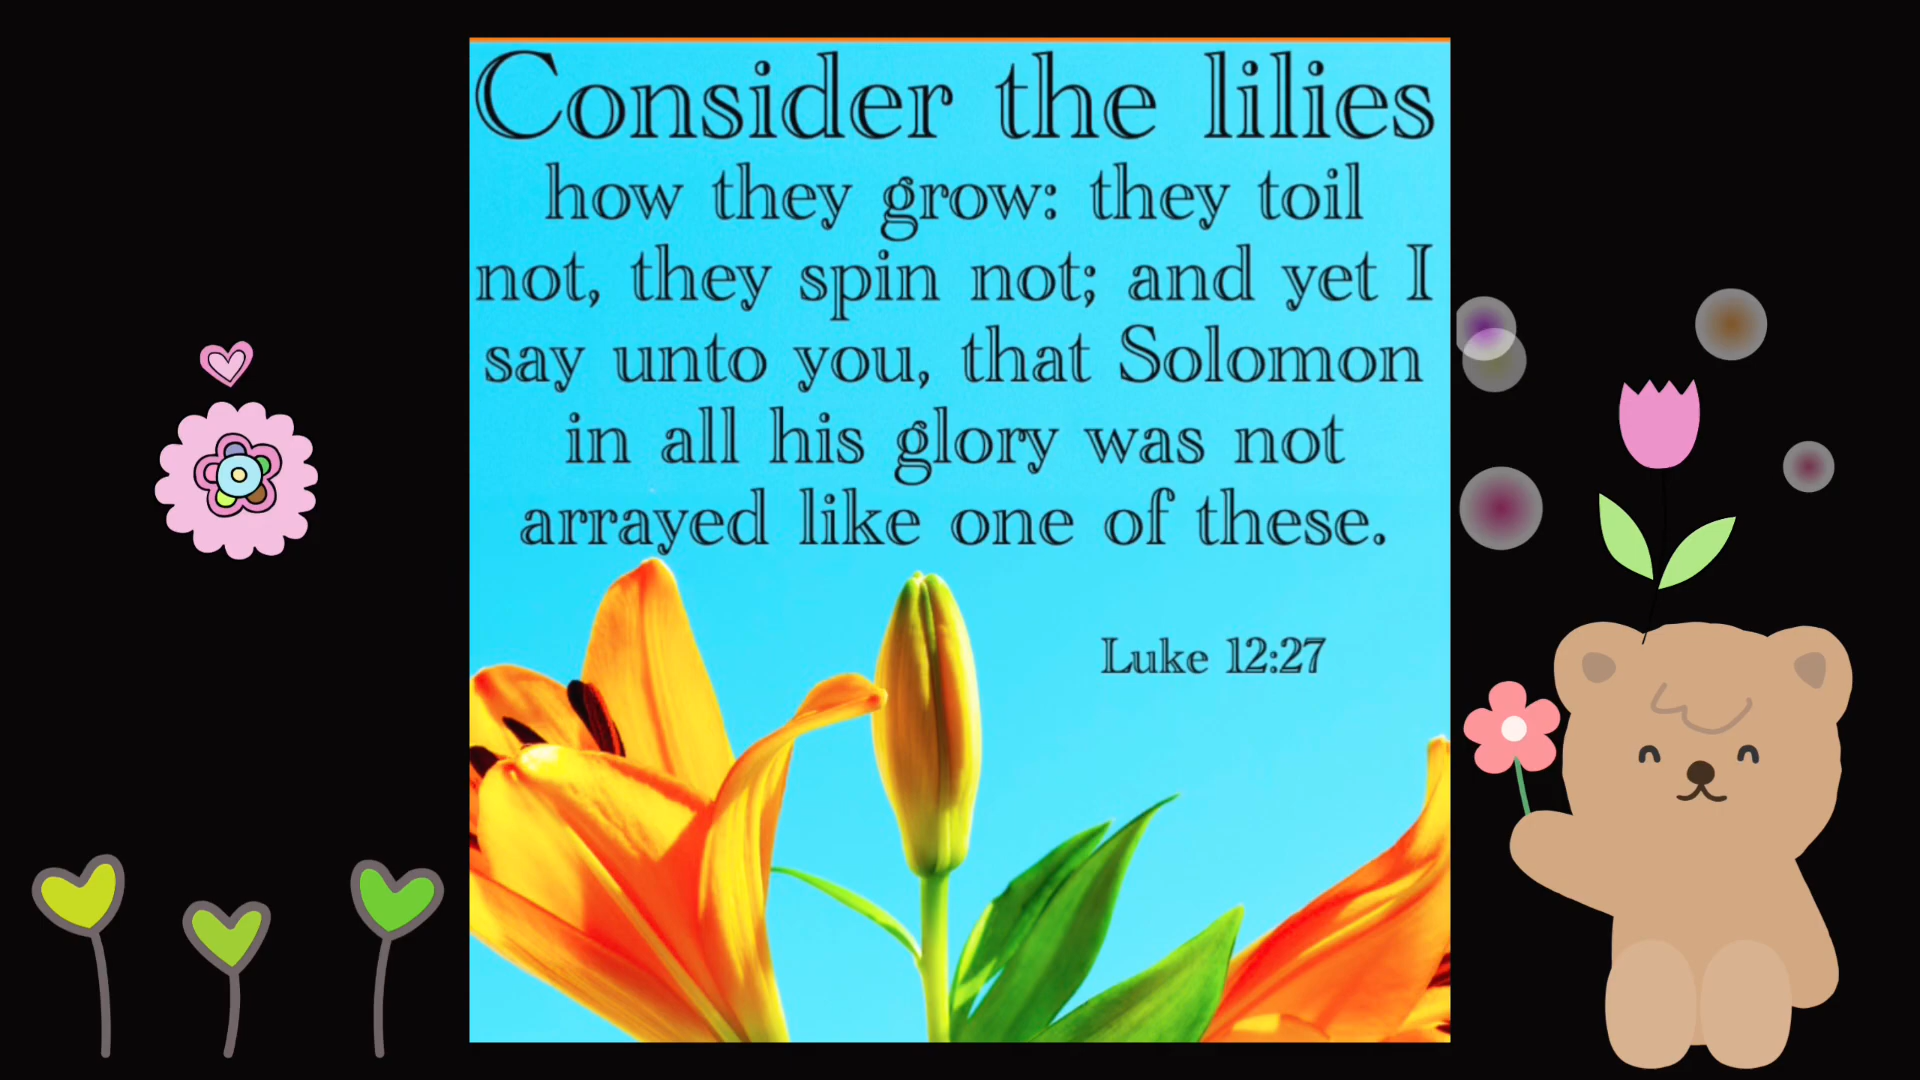 Consider the lilies
how they grow: they toil
not, they spin not; and yet I
say unto you, that Solomon
in all his glory was not
arrayed like one of these.
Luke 12:27